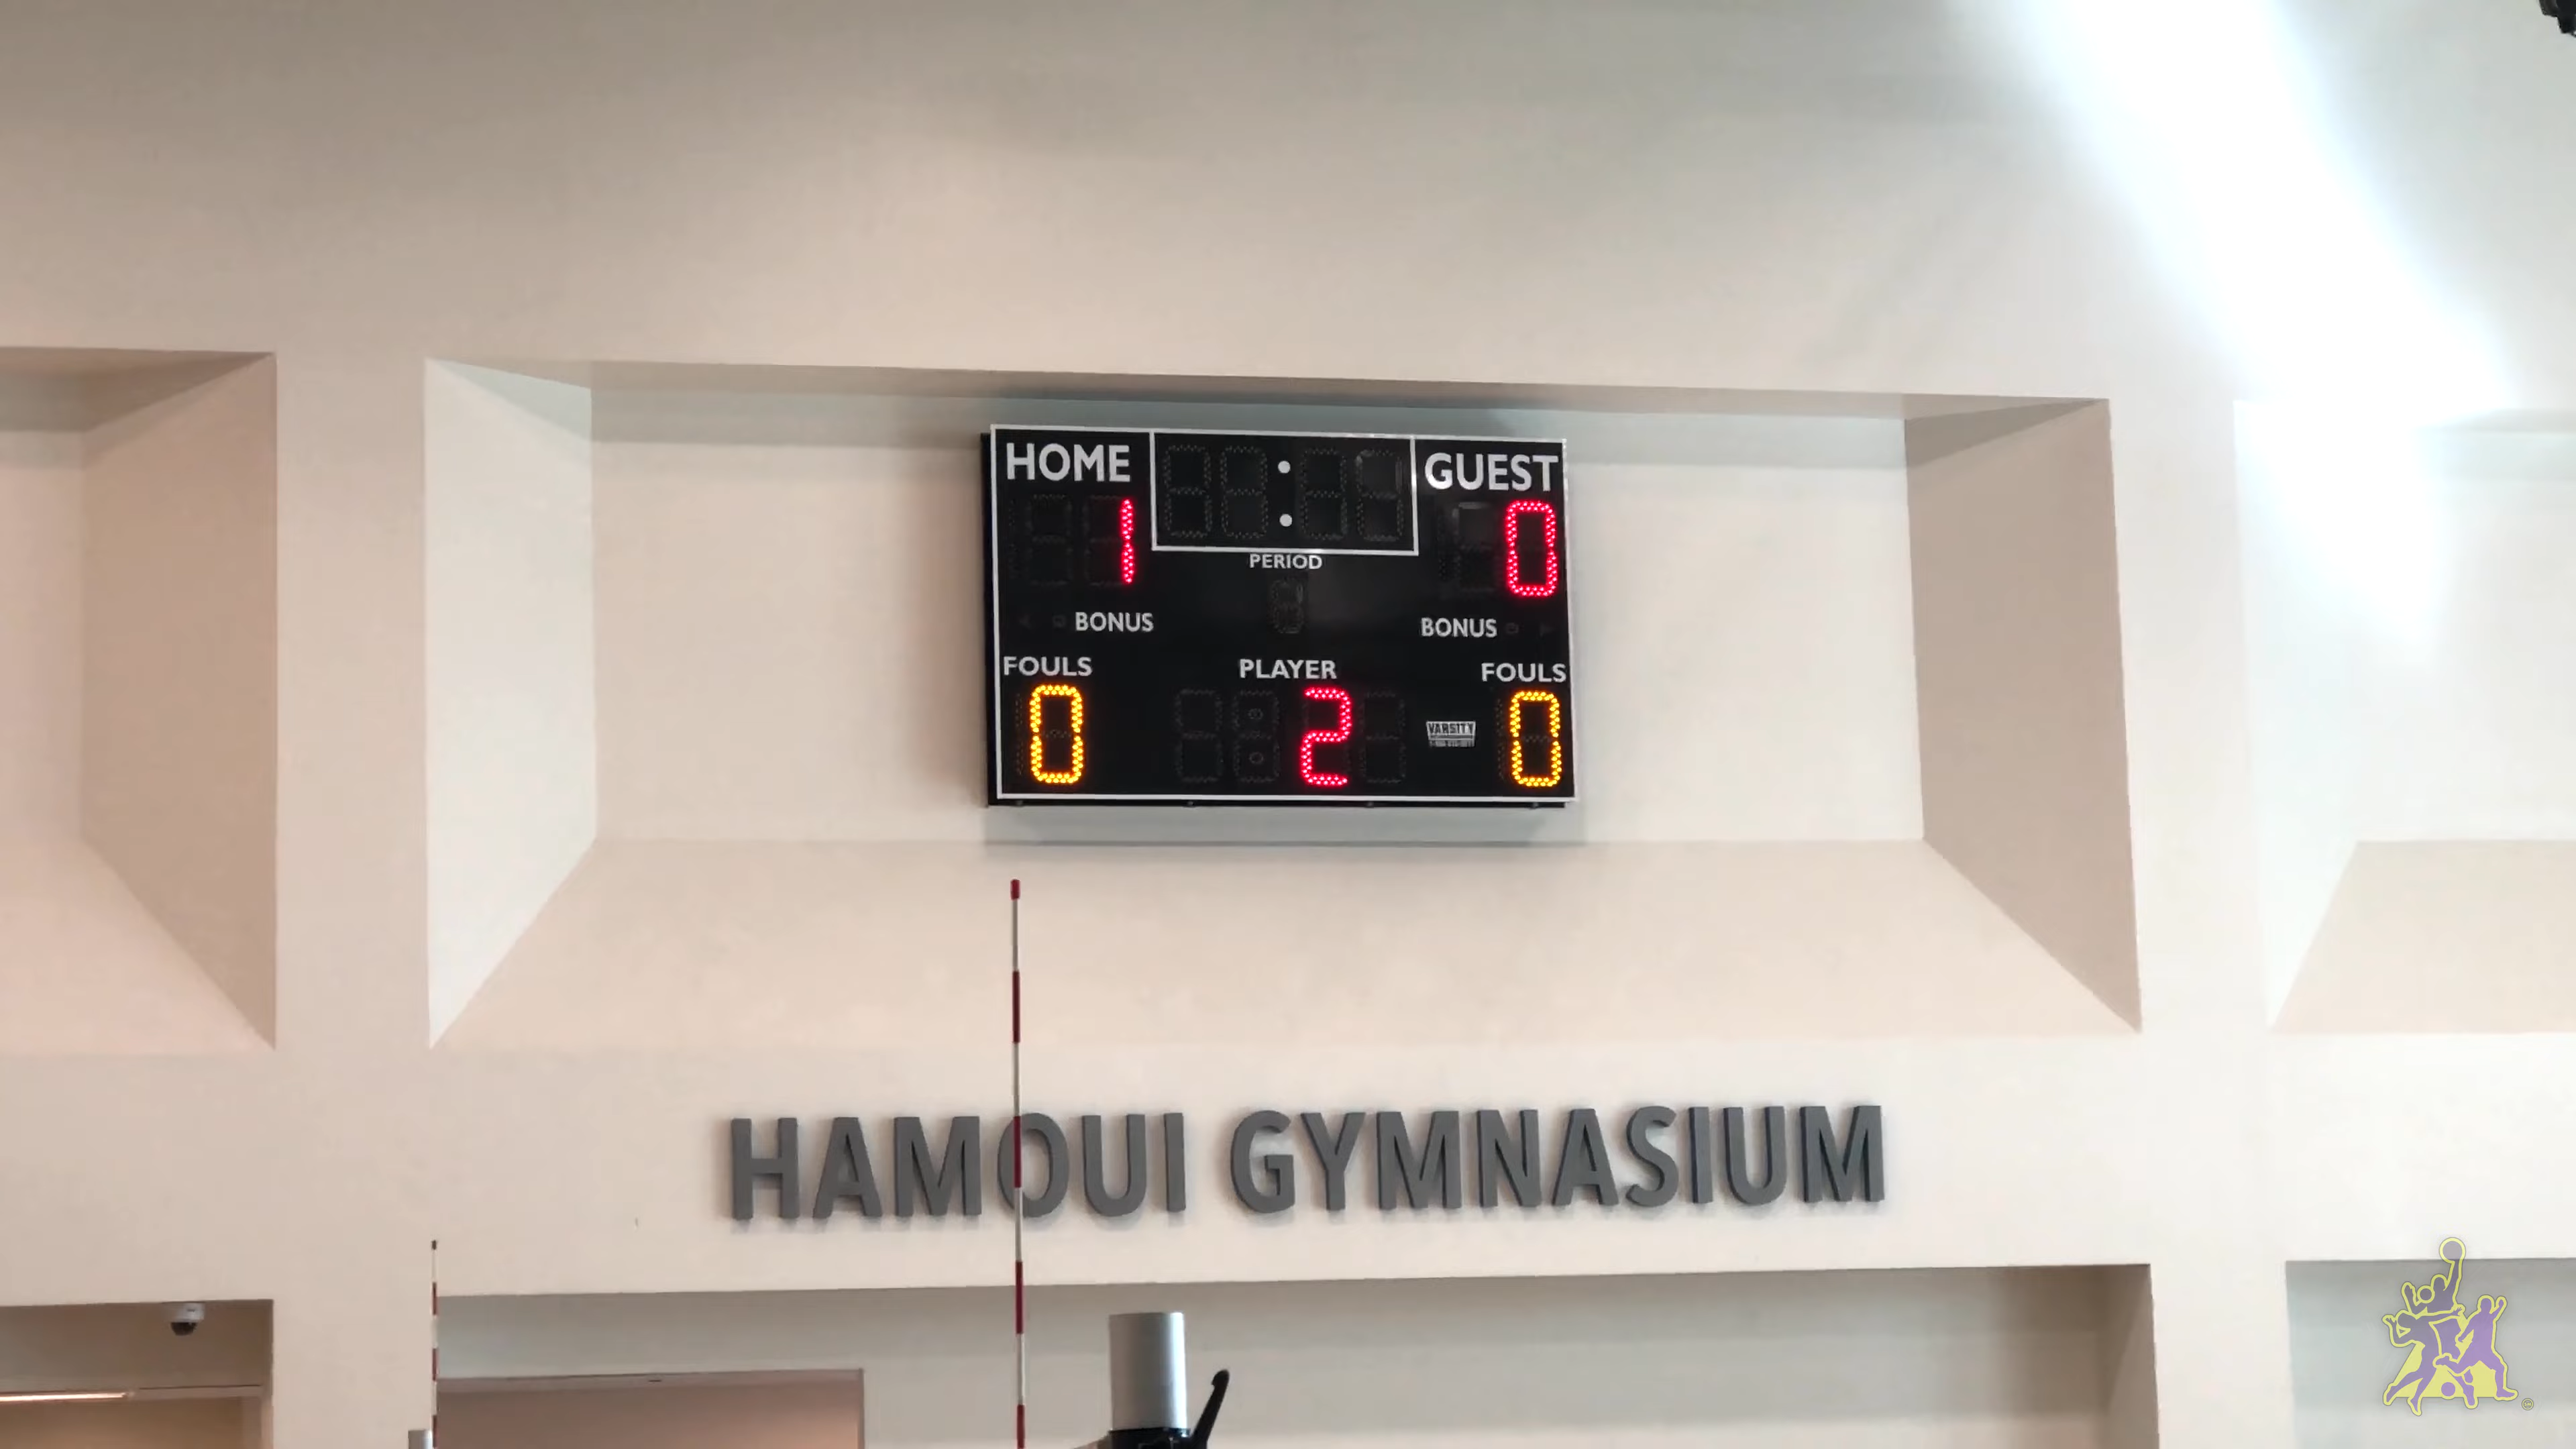 HOME : GUEST
1 0
PERIOD
BONUS BONUS
FOULS PLAYER FOULS
0 2 0
VARSITY
HAMOUI GYMNASIUM